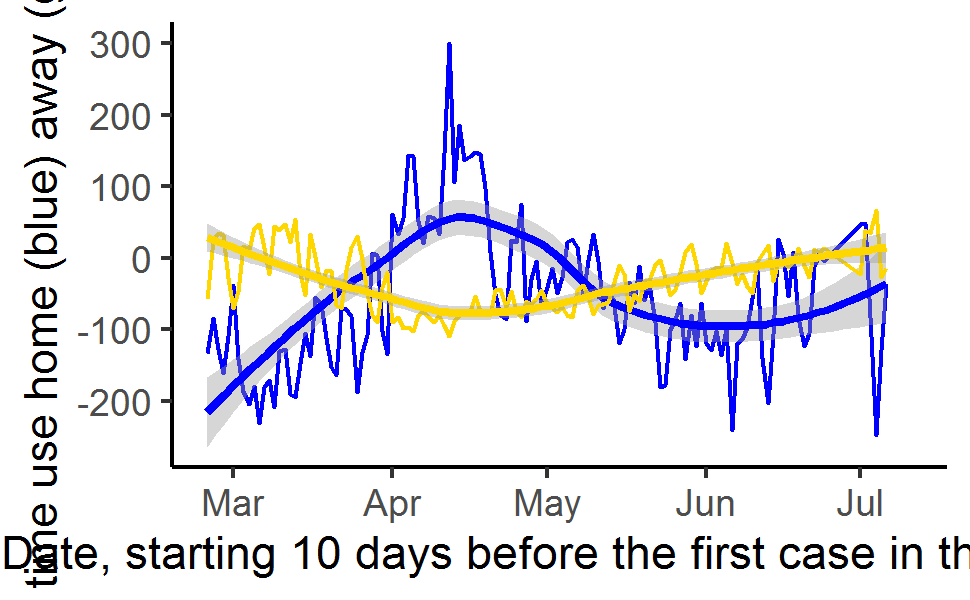 time use home (blue) away (
300
200
100
0
-100
-200
Mar
Apr
May
Jun
Jul
Date, starting 10 days before the first case in th